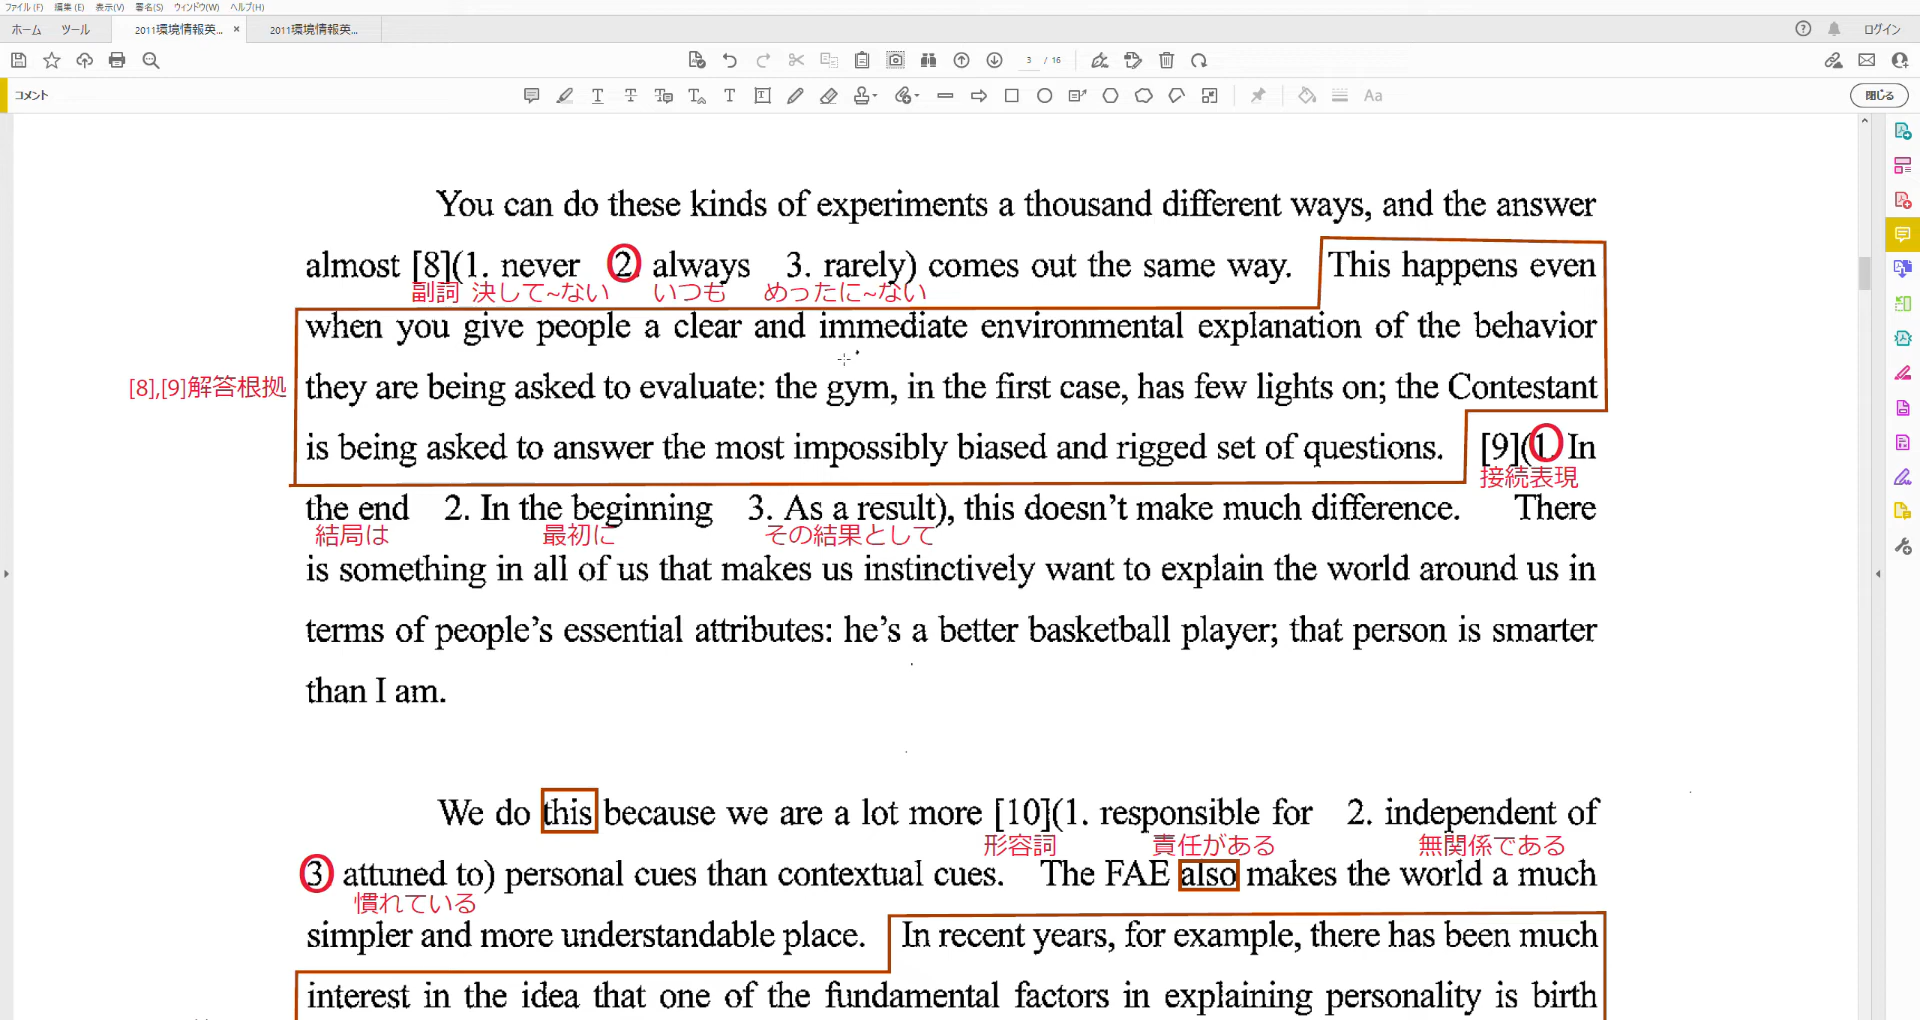 ファイル(F) 編集(E) 表示(V) 署名(S) ウィンドウ(W) ヘルプ(H)
ホーム ツール 2011環境情報英... × 2011環境情報英... ログイン
3 / 16
コメント 閉じる
You can do these kinds of experiments a thousand different ways, and the answer
almost [8](1. never 2. always 3. rarely) comes out the same way. This happens even
副詞 決して~ない いつも めったに~ない
when you give people a clear and immediate environmental explanation of the behavior
[8],[9]解答根拠 they are being asked to evaluate: the gym, in the first case, has few lights on; the Contestant
is being asked to answer the most impossibly biased and rigged set of questions. [9](1. In
接続表現
the end 2. In the beginning 3. As a result), this doesn't make much difference. There
結局は 最初に その結果として
is something in all of us that makes us instinctively want to explain the world around us in
terms of people's essential attributes: he's a better basketball player; that person is smarter
than I am.
We do this because we are a lot more [10](1. responsible for 2. independent of
形容詞 責任がある 無関係である
3 attuned to) personal cues than contextual cues. The FAE also makes the world a much
慣れている
simpler and more understandable place. In recent years, for example, there has been much
interest in the idea that one of the fundamental factors in explaining personality is birth